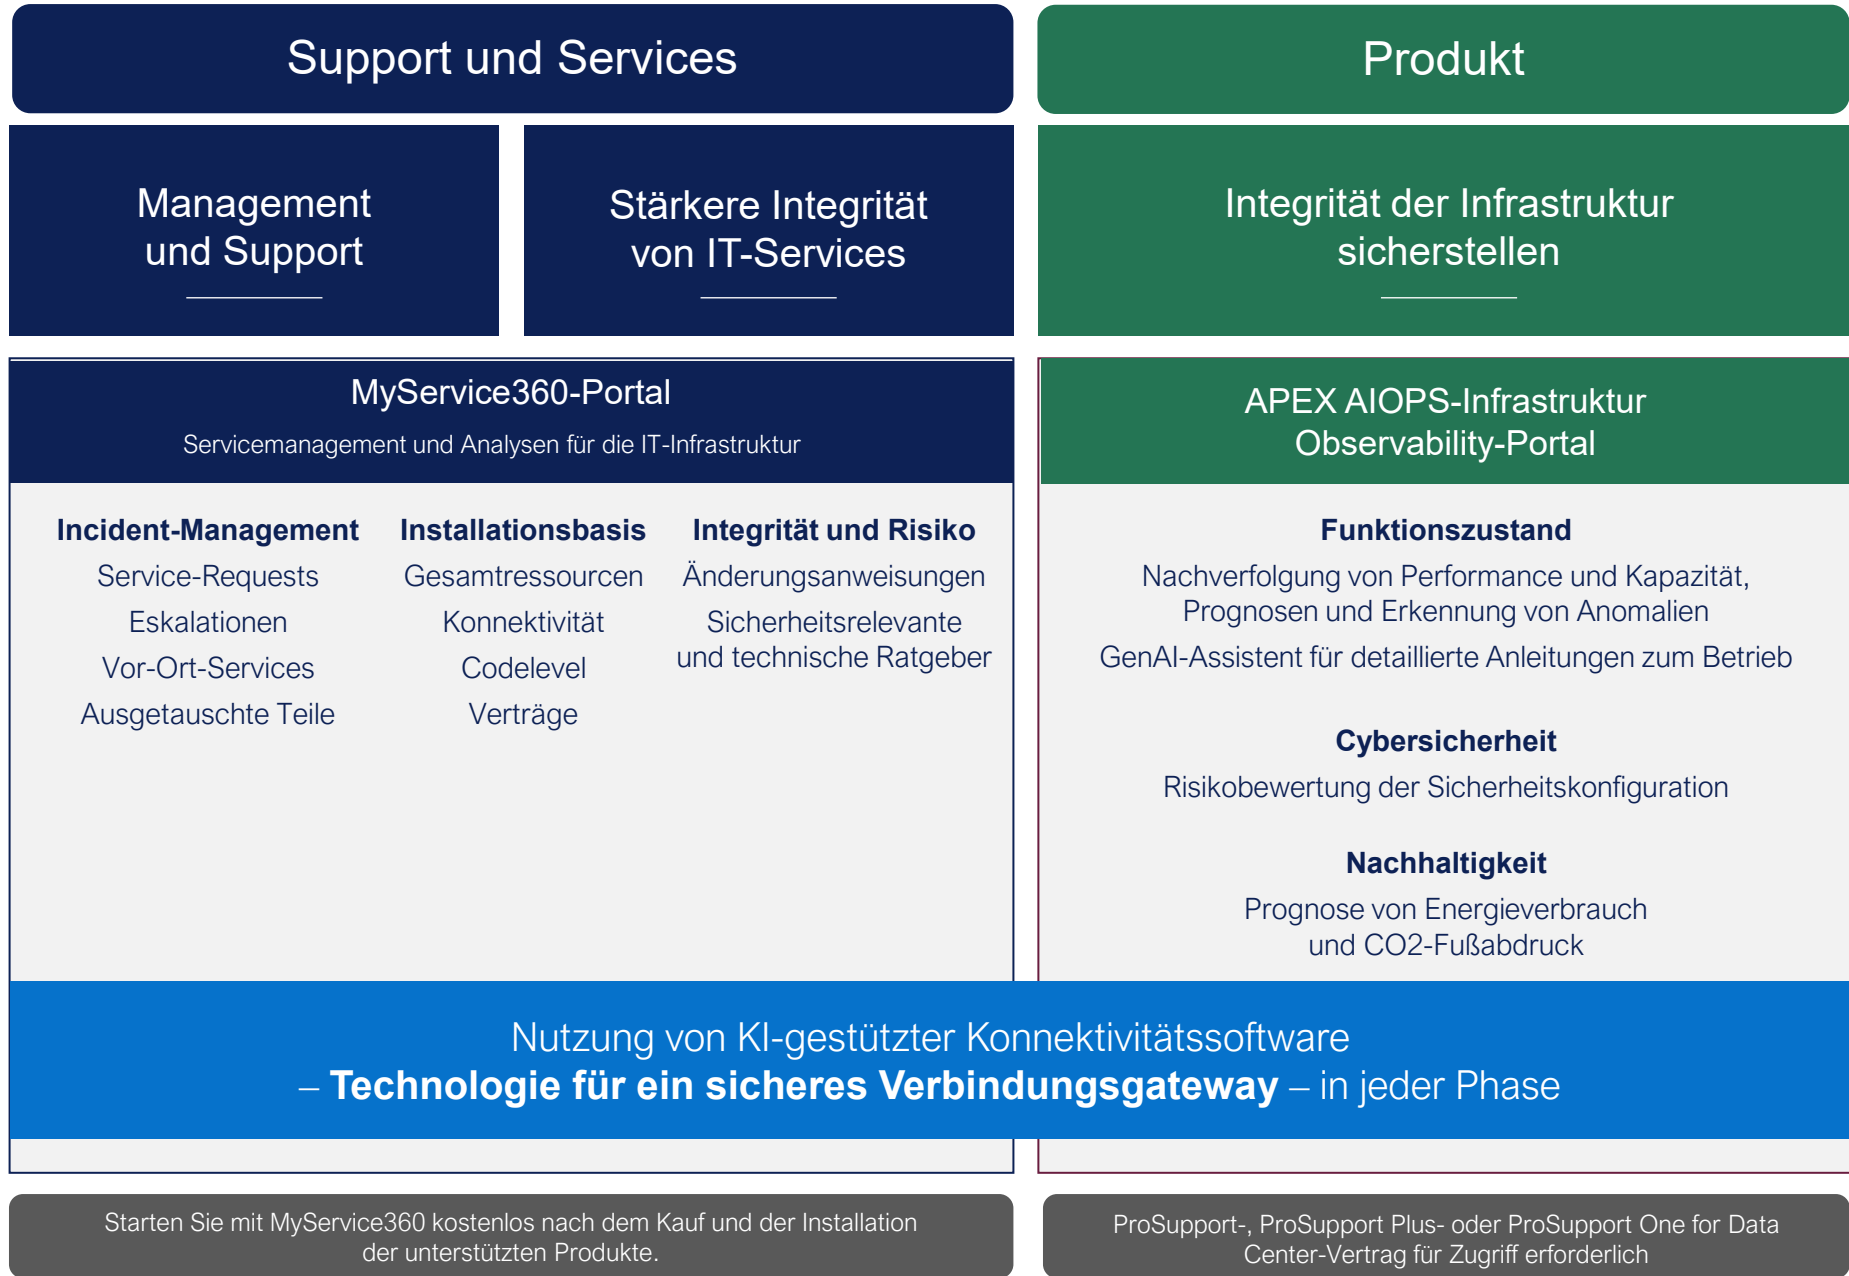 Support und Services
Produkt
Management
und Support
Stärkere Integrität
von IT-Services
Integrität der Infrastruktur
sicherstellen
MyService360-Portal
Servicemanagement und Analysen für die IT-Infrastruktur
Incident-Management
Service-Requests
Eskalationen
Vor-Ort-Services
Ausgetauschte Teile
Installationsbasis
Gesamtressourcen
Konnektivität
Codelevel
Verträge
Integrität und Risiko
Änderungsanweisungen
Sicherheitsrelevante
und technische Ratgeber
APEX AIOPS-Infrastruktur
Observability-Portal
Funktionszustand
Nachverfolgung von Performance und Kapazität,
Prognosen und Erkennung von Anomalien
GenAI-Assistent für detaillierte Anleitungen zum Betrieb
Cybersicherheit
Risikobewertung der Sicherheitskonfiguration
Nachhaltigkeit
Prognose von Energieverbrauch
und CO2-Fußabdruck
Nutzung von KI-gestützter Konnektivitätssoftware
– Technologie für ein sicheres Verbindungsgateway – in jeder Phase
Starten Sie mit MyService360 kostenlos nach dem Kauf und der Installation
der unterstützten Produkte.
ProSupport-, ProSupport Plus- oder ProSupport One for Data
Center-Vertrag für Zugriff erforderlich